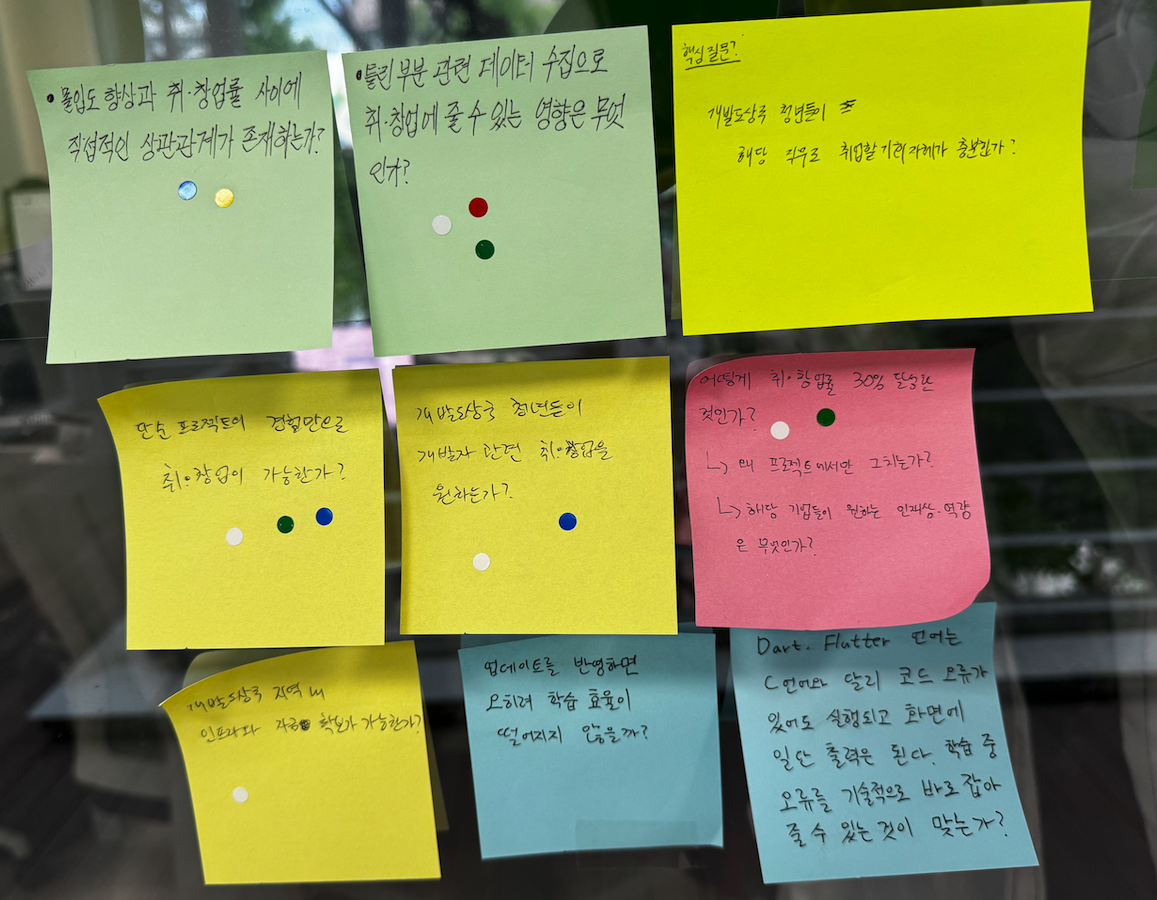 • 몰입도 향상과 취·창업률 사이에
직접적인 상관관계가 존재하는가?
• 틀린 부분 관련 데이터 수집으로
취·창업에 줄 수 있는 영향은 무엇
인가?
핵심 질문?
개발도상국 청년들이
해당 직무로 취업할 기회 자체가 충분한가?
단순 프로젝트의 경험만으로
취·창업이 가능한가?
개발도상국 청년들이
개발자 관련 취·창업을
원하는가?
어떻게 취·창업률 30% 달성한
것인가?
↳ 왜 프로젝트에서만 그치는가?
↳ 해당 기업들이 원하는 인재상·역량
은 무엇인가?
개발도상국 지역 내
인프라와 자금 확보가 가능한가?
업데이트를 반영하면
오히려 학습 효율이
떨어지지 않을까?
Dart. Flutter 언어는
C언어와 달리 코드 오류가
있어도 실행되고 화면에
일단 출력은 된다. 학습 중
오류를 기술적으로 바로 잡아
줄 수 있는 것이 맞는가?